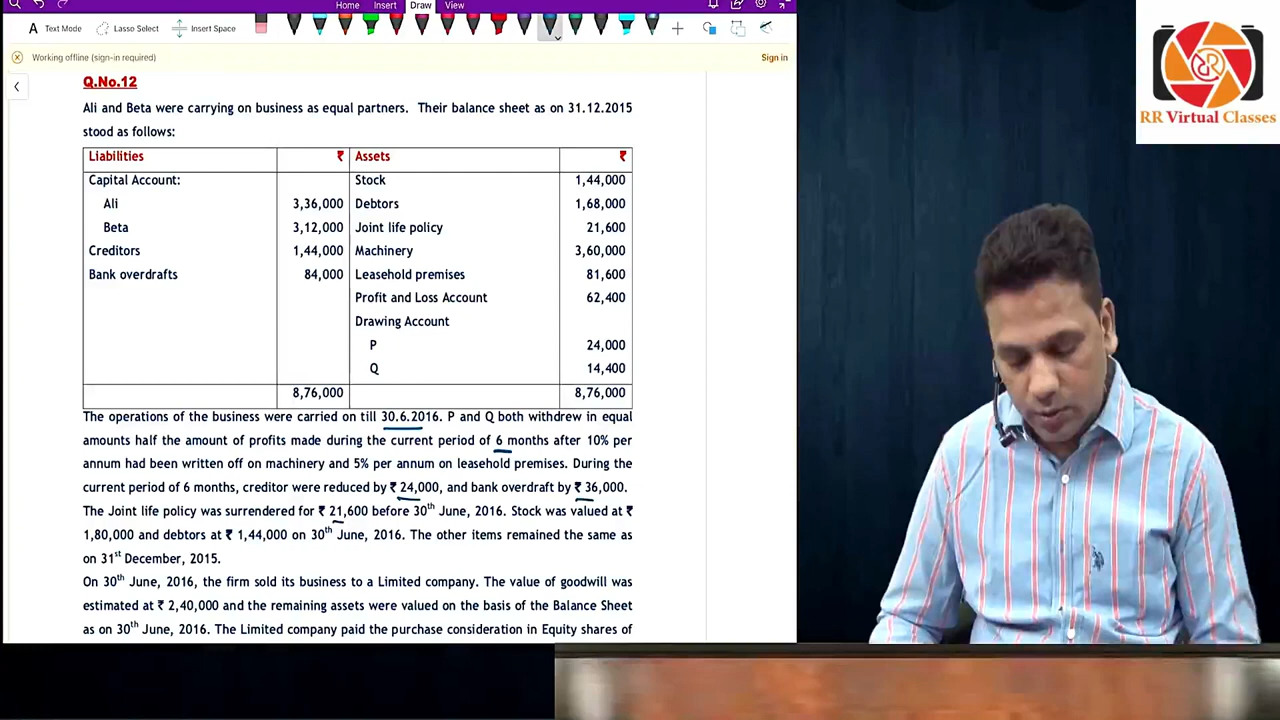 Home Insert Draw View
A Text Mode Lasso Select Insert Space
Working offline (sign-in required) Sign in
RR Virtual Classes
Q.No.12
Ali and Beta were carrying on business as equal partners. Their balance sheet as on 31.12.2015
stood as follows:
Liabilities ₹ Assets ₹
Capital Account: Stock 1,44,000
Ali 3,36,000 Debtors 1,68,000
Beta 3,12,000 Joint life policy 21,600
Creditors 1,44,000 Machinery 3,60,000
Bank overdrafts 84,000 Leasehold premises 81,600
Profit and Loss Account 62,400
Drawing Account
P 24,000
Q 14,400
8,76,000 8,76,000
The operations of the business were carried on till 30.6.2016. P and Q both withdrew in equal
amounts half the amount of profits made during the current period of 6 months after 10% per
annum had been written off on machinery and 5% per annum on leasehold premises. During the
current period of 6 months, creditor were reduced by ₹ 24,000, and bank overdraft by ₹ 36,000.
The Joint life policy was surrendered for ₹ 21,600 before 30th June, 2016. Stock was valued at ₹
1,80,000 and debtors at ₹ 1,44,000 on 30th June, 2016. The other items remained the same as
on 31st December, 2015.
On 30th June, 2016, the firm sold its business to a Limited company. The value of goodwill was
estimated at ₹ 2,40,000 and the remaining assets were valued on the basis of the Balance Sheet
as on 30th June, 2016. The Limited company paid the purchase consideration in Equity shares of